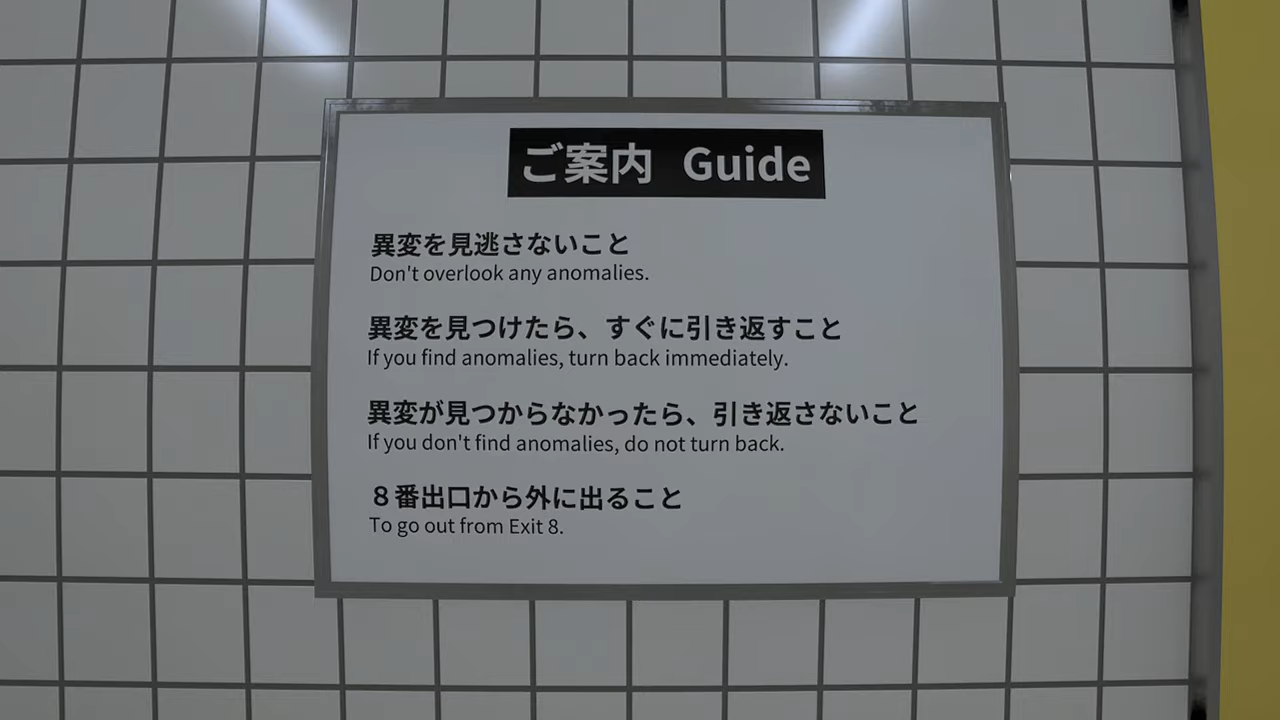 ご案内 Guide
異変を見逃さないこと
Don't overlook any anomalies.
異変を見つけたら、すぐに引き返すこと
If you find anomalies, turn back immediately.
異変が見つからなかったら、引き返さないこと
If you don't find anomalies, do not turn back.
８番出口から外に出ること
To go out from Exit 8.